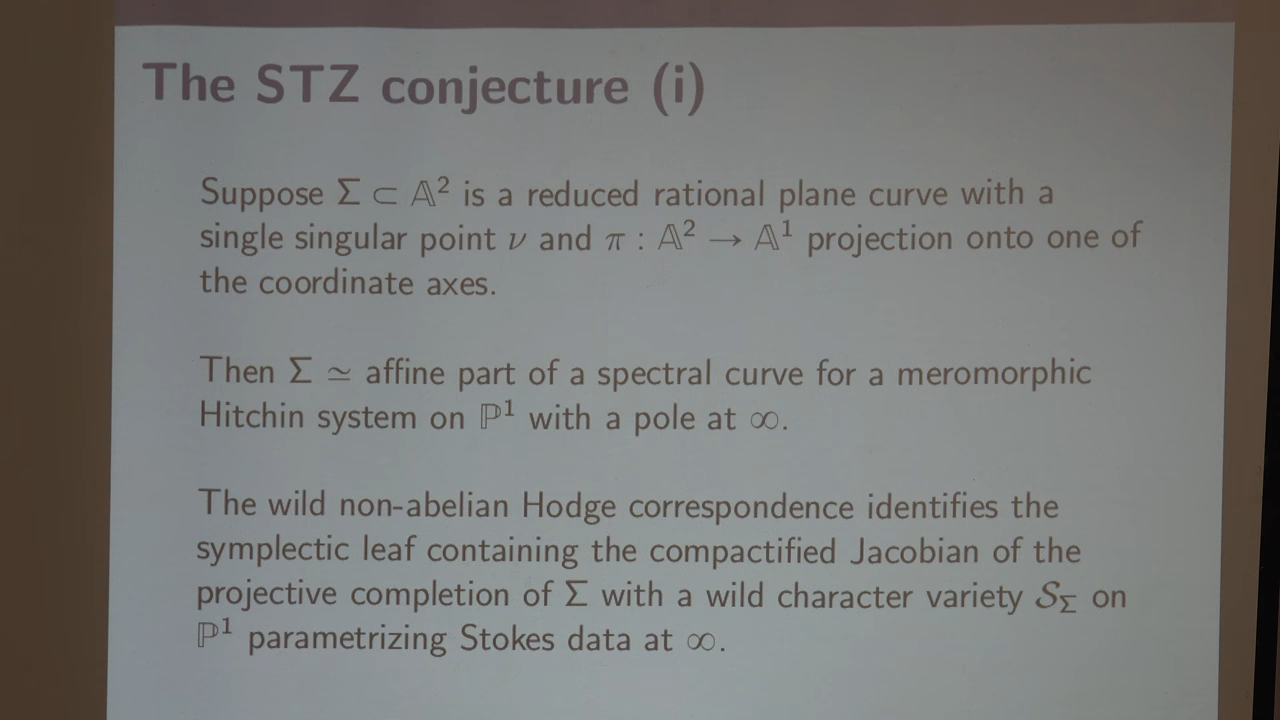 The STZ conjecture (i)
Suppose Σ ⊂ 𝔸² is a reduced rational plane curve with a
single singular point ν and π : 𝔸² → 𝔸¹ projection onto one of
the coordinate axes.
Then Σ ≃ affine part of a spectral curve for a meromorphic
Hitchin system on ℙ¹ with a pole at ∞.
The wild non-abelian Hodge correspondence identifies the
symplectic leaf containing the compactified Jacobian of the
projective completion of Σ with a wild character variety 𝒮_Σ on
ℙ¹ parametrizing Stokes data at ∞.